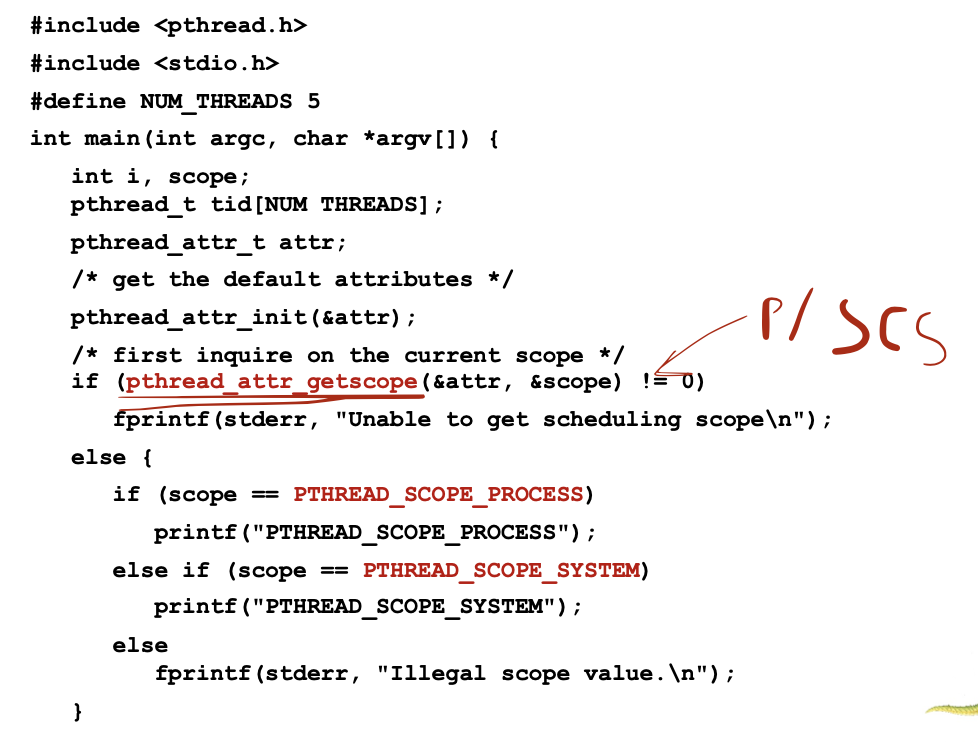 #include <pthread.h>
#include <stdio.h>
#define NUM_THREADS 5
int main(int argc, char *argv[]) {
int i, scope;
pthread_t tid[NUM THREADS];
pthread_attr_t attr;
/* get the default attributes */
pthread_attr_init(&attr);
P/SCS
/* first inquire on the current scope */
if (pthread_attr_getscope(&attr, &scope) != 0)
fprintf(stderr, "Unable to get scheduling scope\n");
else {
if (scope == PTHREAD_SCOPE_PROCESS)
printf("PTHREAD_SCOPE_PROCESS");
else if (scope == PTHREAD_SCOPE_SYSTEM)
printf("PTHREAD_SCOPE_SYSTEM");
else
fprintf(stderr, "Illegal scope value.\n");
}